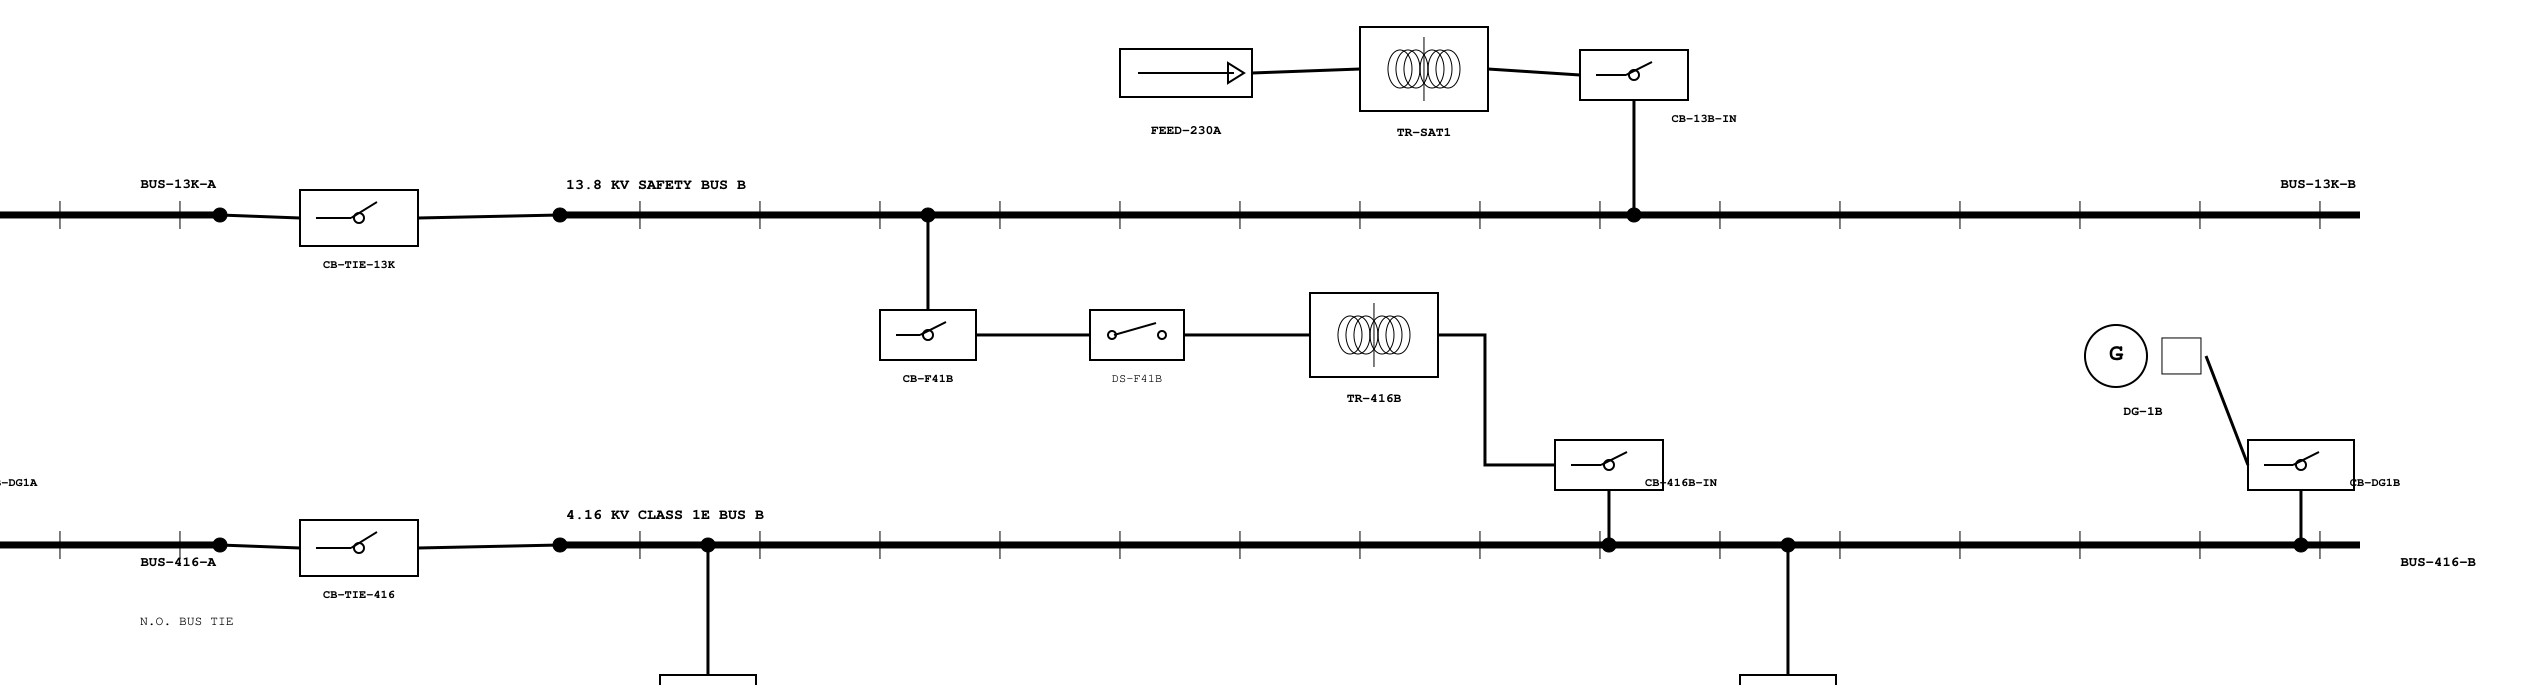 FEED-230A
TR-SAT1
CB-13B-IN
BUS-13K-A
13.8 KV SAFETY BUS B
BUS-13K-B
CB-TIE-13K
CB-F41B
DS-F41B
TR-416B
G
DG-1B
-DG1A
CB-416B-IN
CB-DG1B
4.16 KV CLASS 1E BUS B
BUS-416-A
BUS-416-B
CB-TIE-416
N.O. BUS TIE